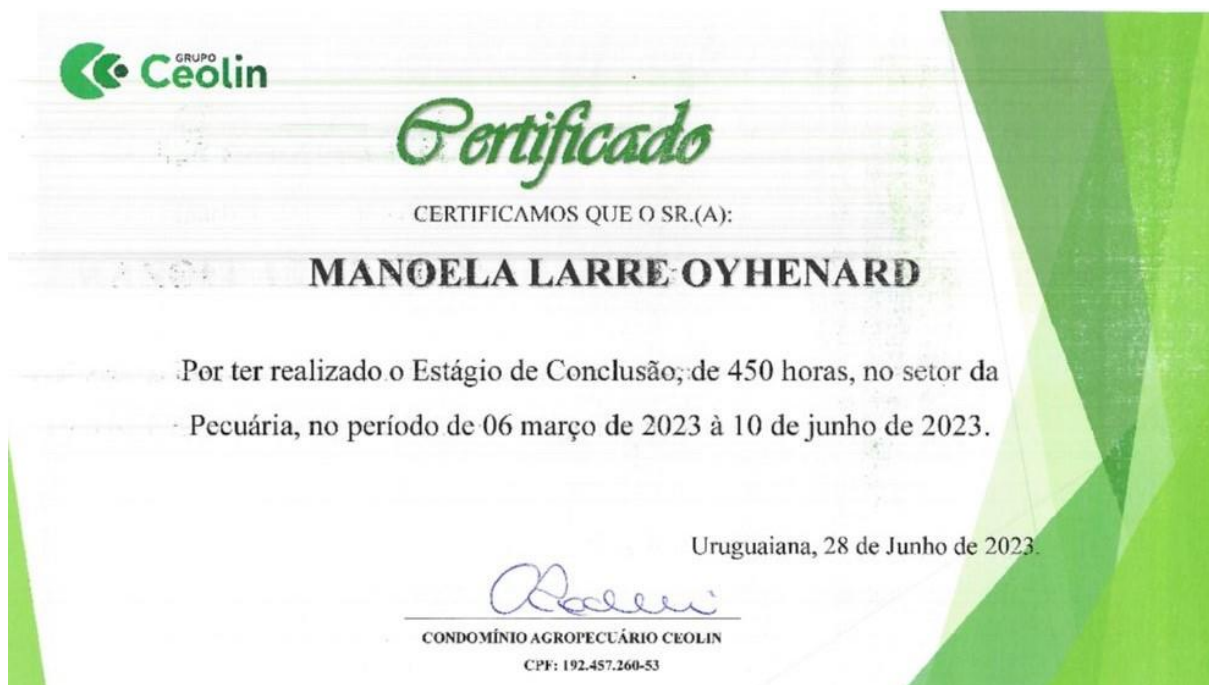 GRUPO
Ceolin
Certificado
CERTIFICAMOS QUE O SR.(A):
MANOELA LARRE OYHENARD
Por ter realizado o Estágio de Conclusão, de 450 horas, no setor da
Pecuária, no período de 06 março de 2023 à 10 de junho de 2023.
Uruguaiana, 28 de Junho de 2023.
CONDOMÍNIO AGROPECUÁRIO CEOLIN
CPF: 192.457.260-53